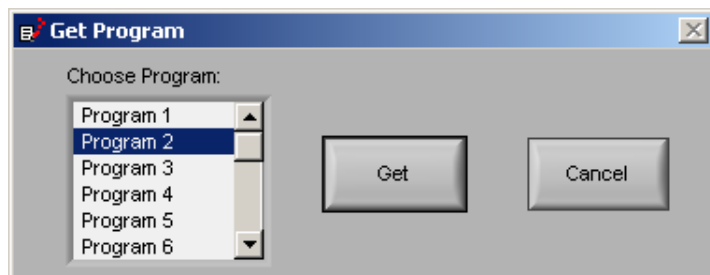 Get Program
Choose Program:
Program 1
Program 2
Program 3
Program 4
Program 5
Program 6
Get
Cancel